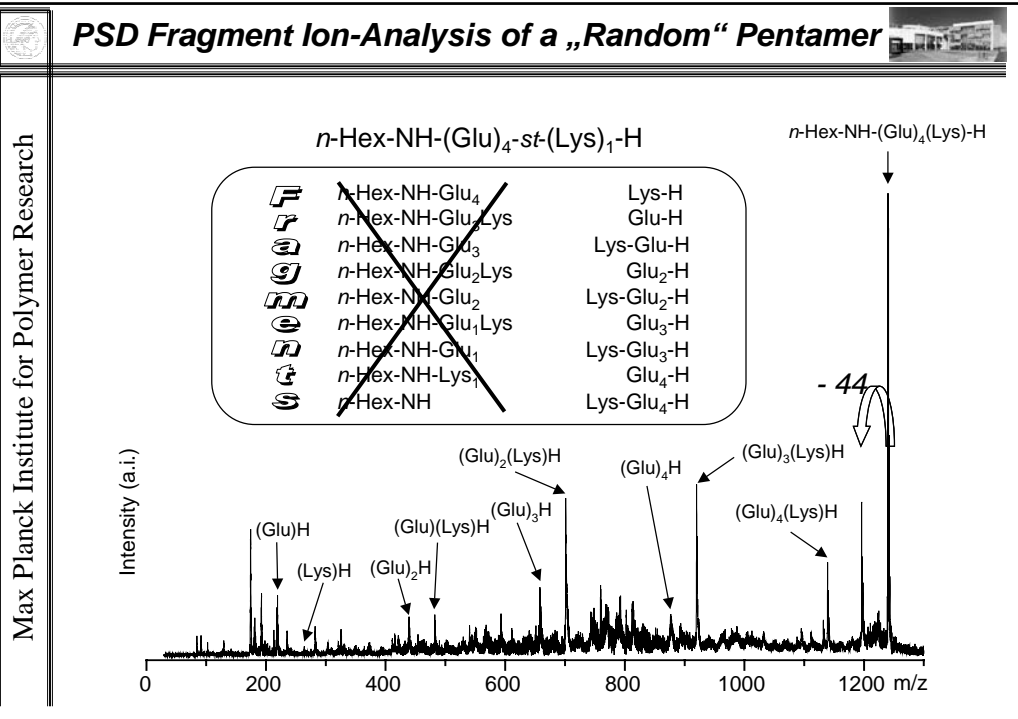 PSD Fragment Ion-Analysis of a „Random“ Pentamer
Max Planck Institute for Polymer Research
n-Hex-NH-(Glu)4-st-(Lys)1-H
n-Hex-NH-(Glu)4(Lys)-H
Fragments
n-Hex-NH-Glu4 Lys-H
n-Hex-NH-Glu3Lys Glu-H
n-Hex-NH-Glu3 Lys-Glu-H
n-Hex-NH-Glu2Lys Glu2-H
n-Hex-NH-Glu2 Lys-Glu2-H
n-Hex-NH-Glu1Lys Glu3-H
n-Hex-NH-Glu1 Lys-Glu3-H
n-Hex-NH-Lys1 Glu4-H
n-Hex-NH Lys-Glu4-H
- 44
Intensity (a.i.)
(Glu)H
(Lys)H
(Glu)2H
(Glu)(Lys)H
(Glu)2(Lys)H
(Glu)3H
(Glu)4H
(Glu)3(Lys)H
(Glu)4(Lys)H
0 200 400 600 800 1000 1200 m/z